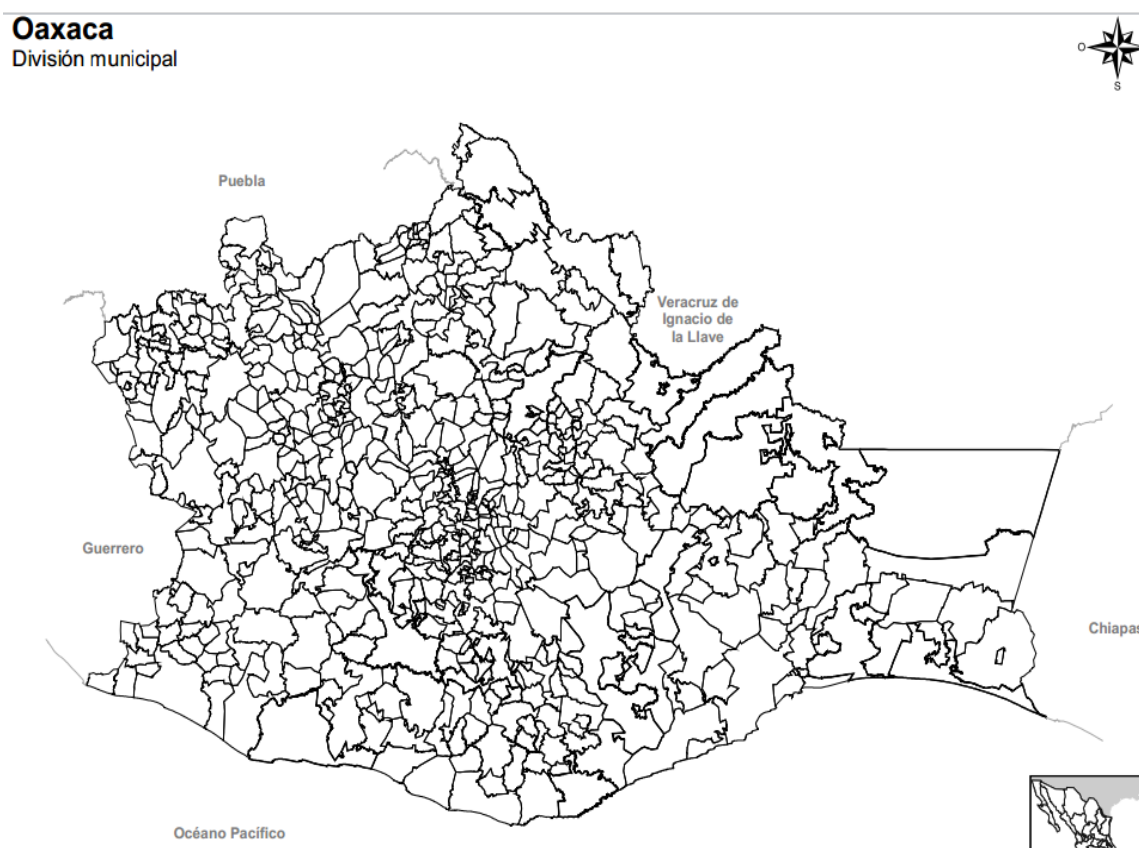 Oaxaca
División municipal
O
S
Puebla
Veracruz de
Ignacio de
la Llave
Guerrero
Chiapas
Océano Pacífico